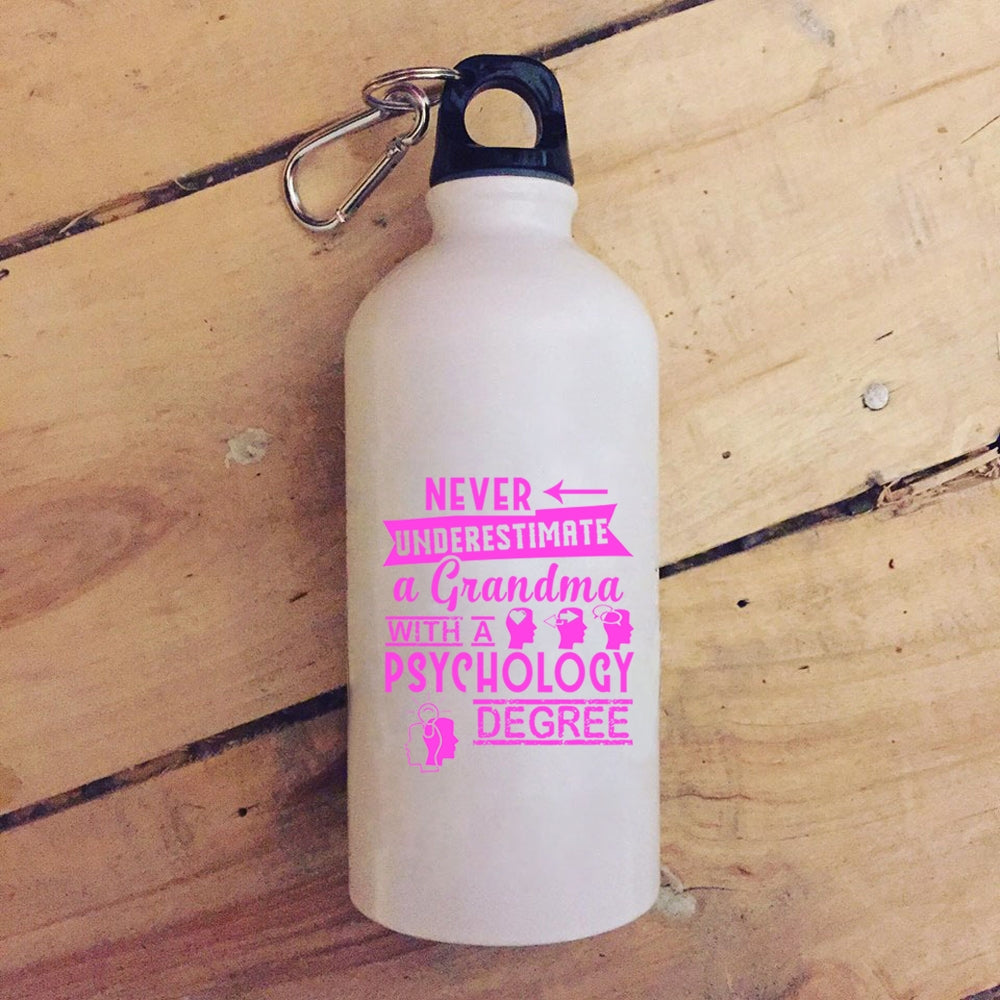 NEVER
UNDERESTIMATE
a Grandma
WITH A
PSYCHOLOGY
DEGREE